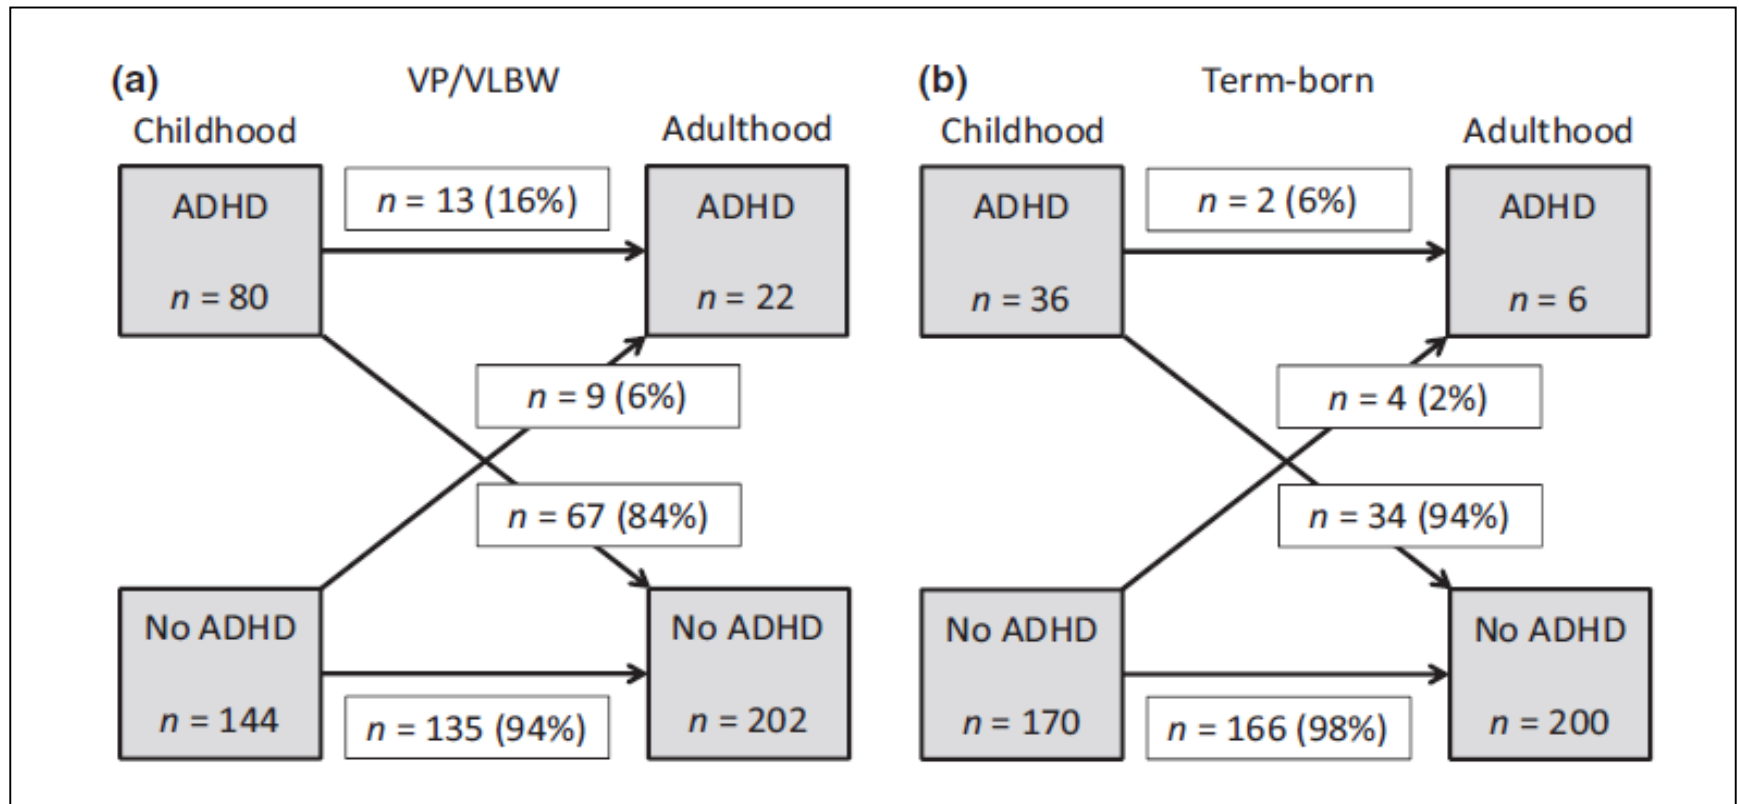 (a) VP/VLBW
Childhood Adulthood
ADHD
n = 80
n = 13 (16%)
ADHD
n = 22
n = 9 (6%)
n = 67 (84%)
No ADHD
n = 144
n = 135 (94%)
No ADHD
n = 202
(b) Term-born
Childhood Adulthood
ADHD
n = 36
n = 2 (6%)
ADHD
n = 6
n = 4 (2%)
n = 34 (94%)
No ADHD
n = 170
n = 166 (98%)
No ADHD
n = 200